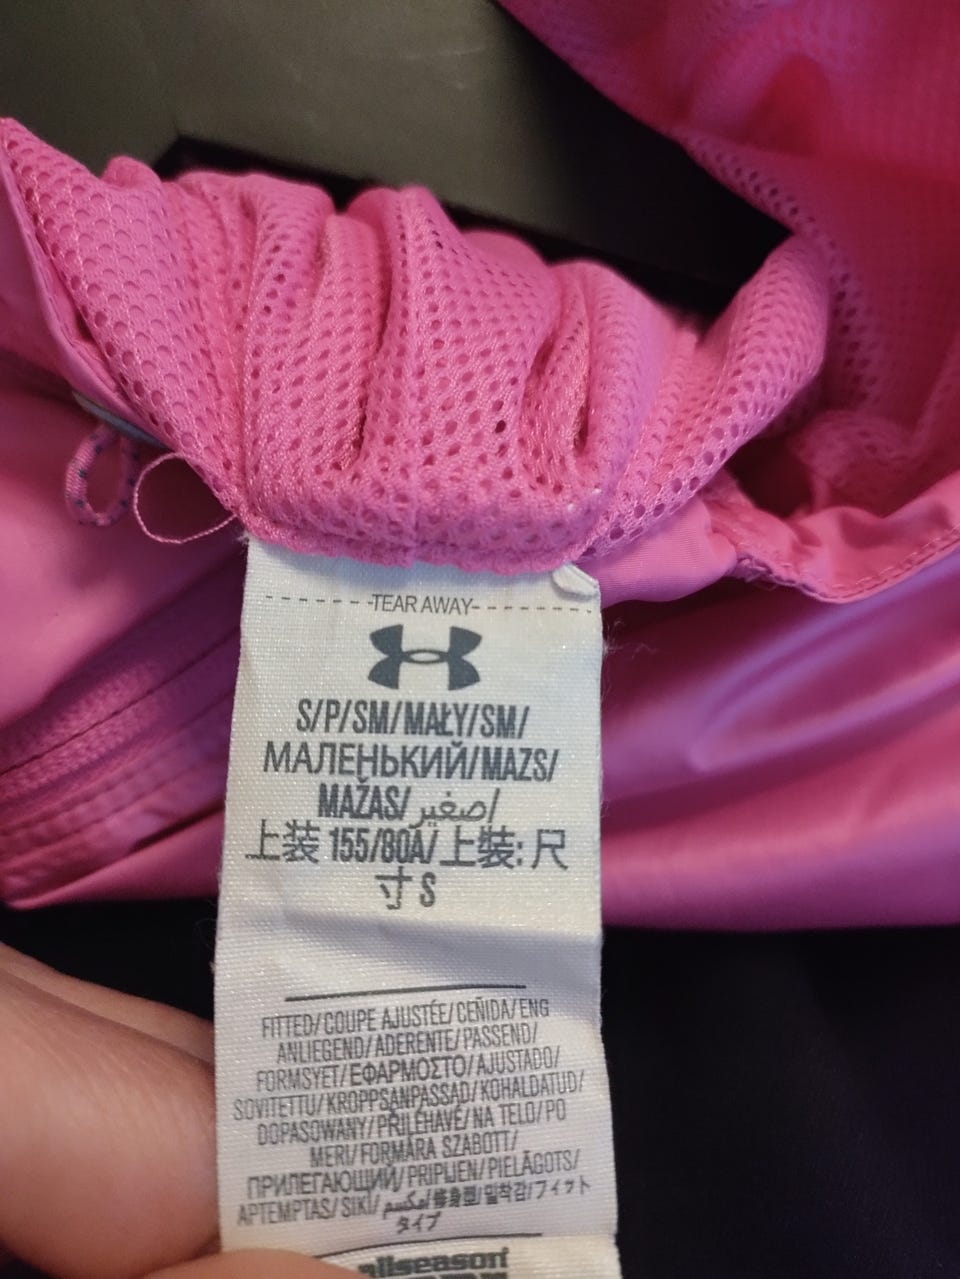 TEAR AWAY
S/P/SM/MAŁY/SM/
МАЛЕНЬКИЙ/MAZS/
MAŽAS/صغير/
上装 155/80A/上裝: 尺
寸 S
FITTED/COUPE AJUSTÉE/CEÑIDA/ENG
ANLIEGEND/ADERENTE/PASSEND/
FORMSYET/ΕΦΑΡΜΟΣΤΟ/AJUSTADO/
SOVITETTU/KROPPSANPASSAD/KOHALDATUD/
DOPASOWANY/PŘILÉHAVÉ/NA TELO/PO
MERI/FORMÁRA SZABOTT/
ПРИЛЕГАЮЩИЙ/PRIPIJEN/PIELĀGOTS/
APTEMPTAS/SIKI/مكسم/修身型/밀착감/フィット
タイプ
allseason